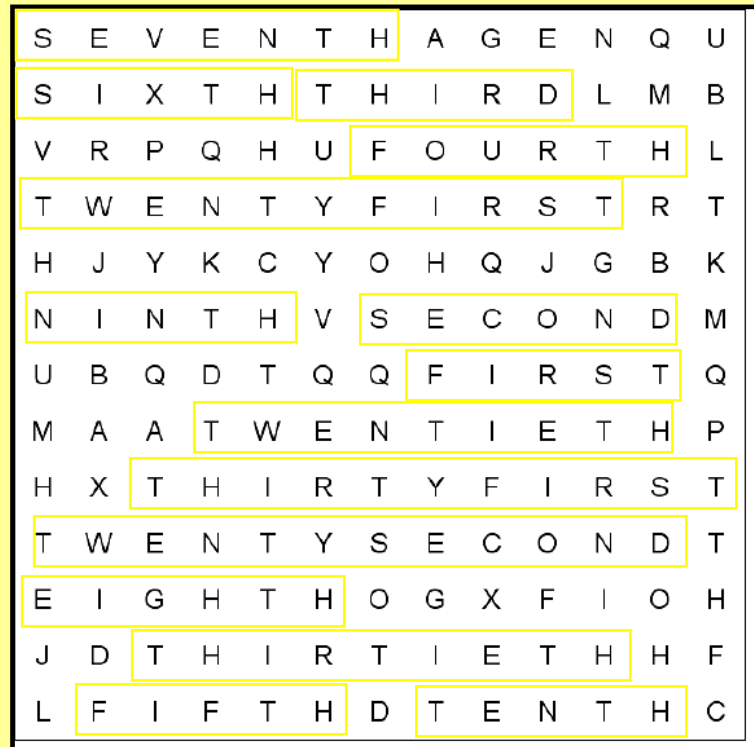 S E V E N T H A G E N Q U
S I X T H T H I R D L M B
V R P Q H U F O U R T H L
T W E N T Y F I R S T R T
H J Y K C Y O H Q J G B K
N I N T H V S E C O N D M
U B Q D T Q Q F I R S T Q
M A A T W E N T I E T H P
H X T H I R T Y F I R S T
T W E N T Y S E C O N D T
E I G H T H O G X F I O H
J D T H I R T I E T H H F
L F I F T H D T E N T H C